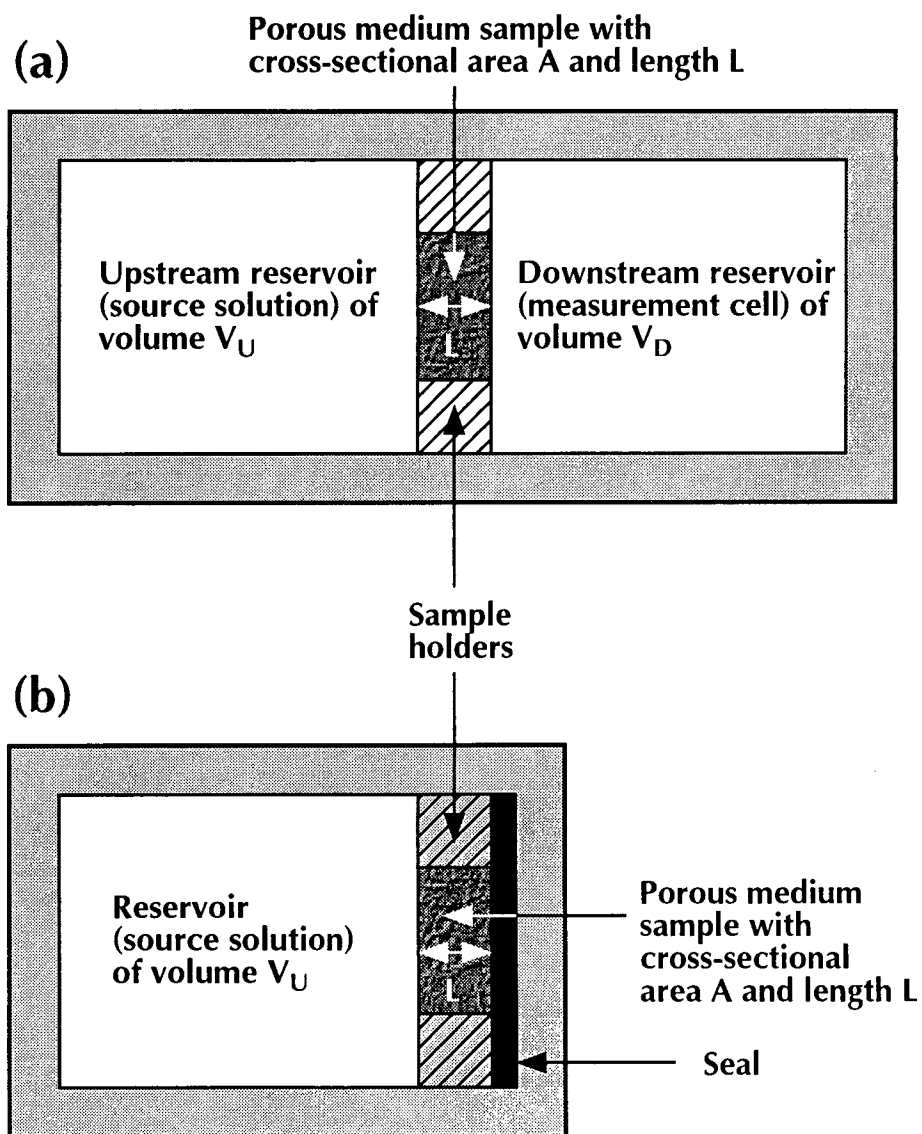 (a)
Porous medium sample with
cross-sectional area A and length L
Upstream reservoir
(source solution) of
volume V_U
L
Downstream reservoir
(measurement cell) of
volume V_D
Sample
holders
(b)
Reservoir
(source solution)
of volume V_U
L
Porous medium
sample with
cross-sectional
area A and length L
Seal